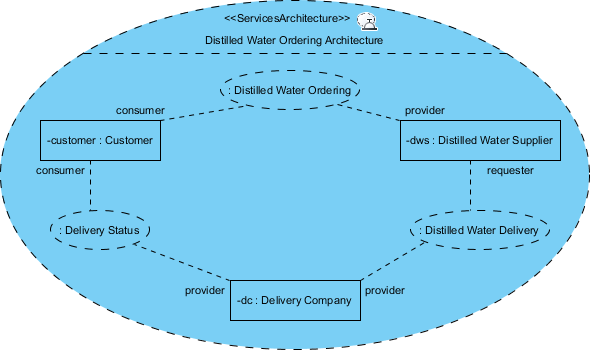 <<ServicesArchitecture>>
Distilled Water Ordering Architecture
: Distilled Water Ordering
consumer
provider
-customer : Customer
-dws : Distilled Water Supplier
consumer
requester
: Delivery Status
: Distilled Water Delivery
provider
provider
-dc : Delivery Company